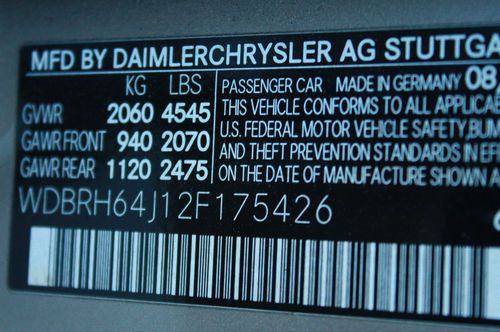 MFD BY DAIMLERCHRYSLER AG STUTTGA
KG LBS
GVWR 2060 4545
GAWR FRONT 940 2070
GAWR REAR 1120 2475
PASSENGER CAR MADE IN GERMANY 08
THIS VEHICLE CONFORMS TO ALL APPLICA
U.S. FEDERAL MOTOR VEHICLE SAFETY, BUN
AND THEFT PREVENTION STANDARDS IN EF
ON THE DATE OF MANUFACTURE SHOWN A
WDBRH64J12F175426